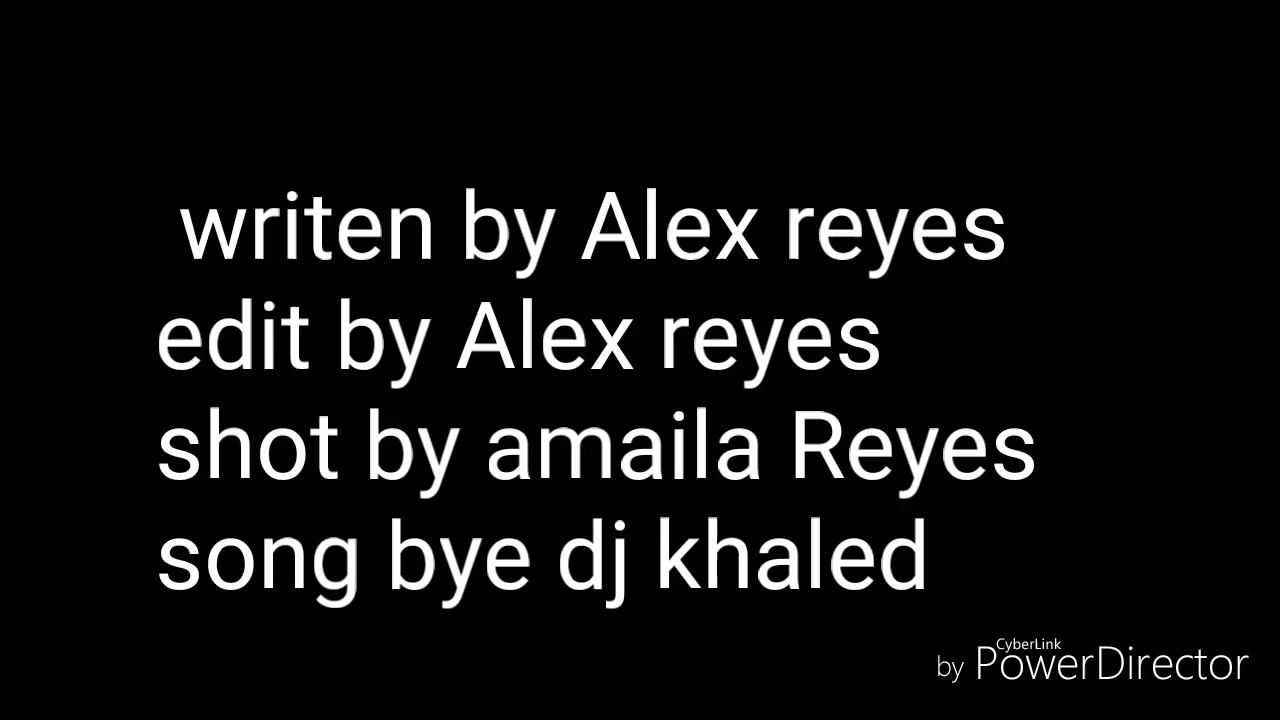 writen by Alex reyes
edit by Alex reyes
shot by amaila Reyes
song bye dj khaled
CyberLink
by PowerDirector